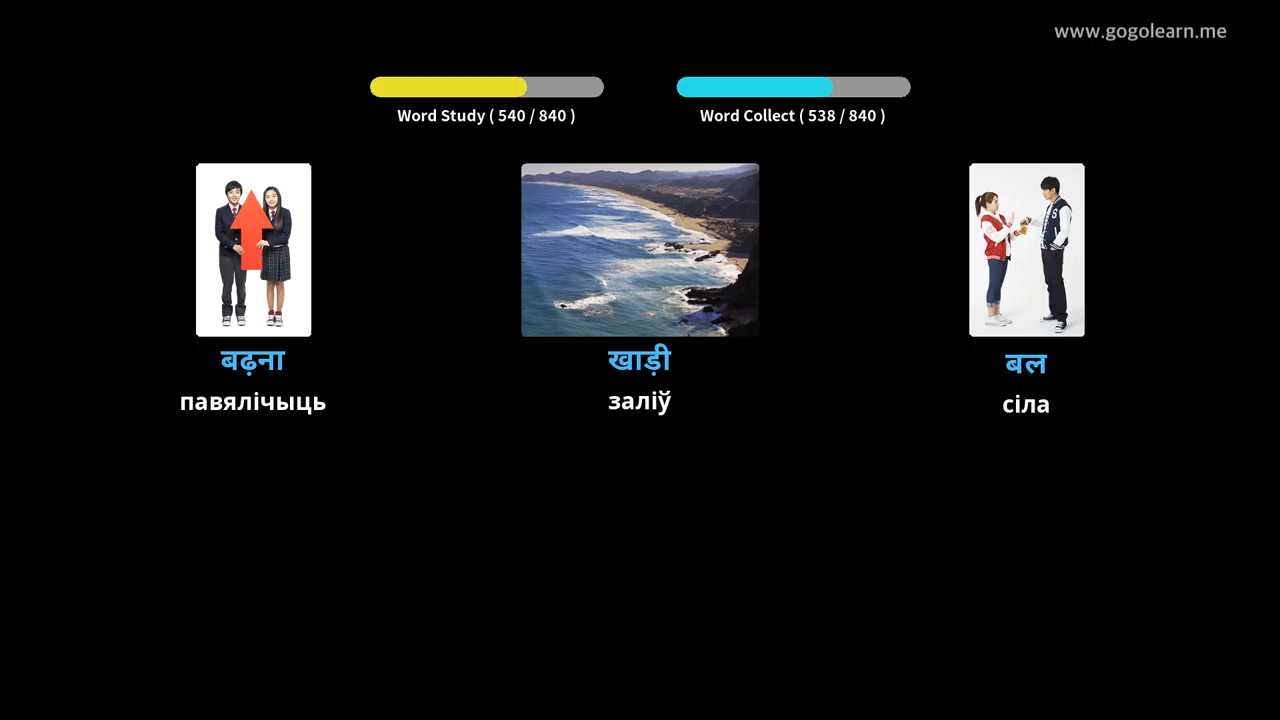 www.gogolearn.me
Word Study ( 540 / 840 )
Word Collect ( 538 / 840 )
बढ़ना
павялічыць
खाड़ी
заліў
बल
сіла